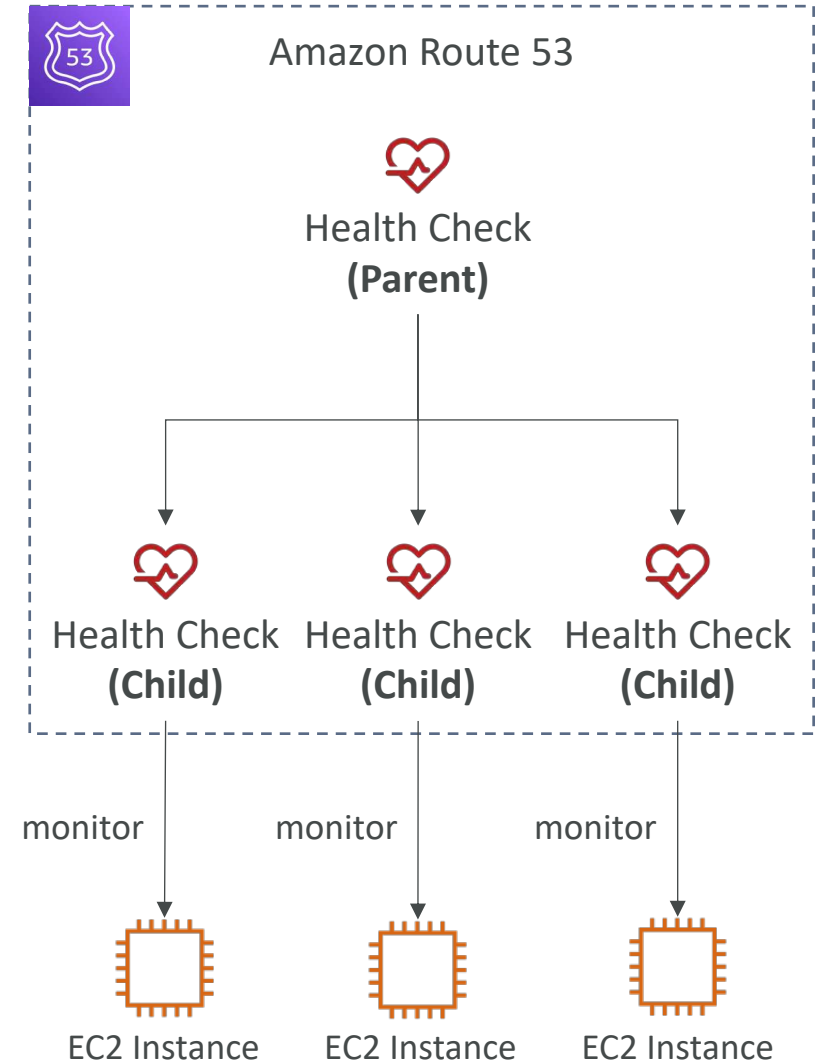 53
Amazon Route 53
Health Check
(Parent)
Health Check Health Check Health Check
(Child) (Child) (Child)
monitor monitor monitor
EC2 Instance EC2 Instance EC2 Instance